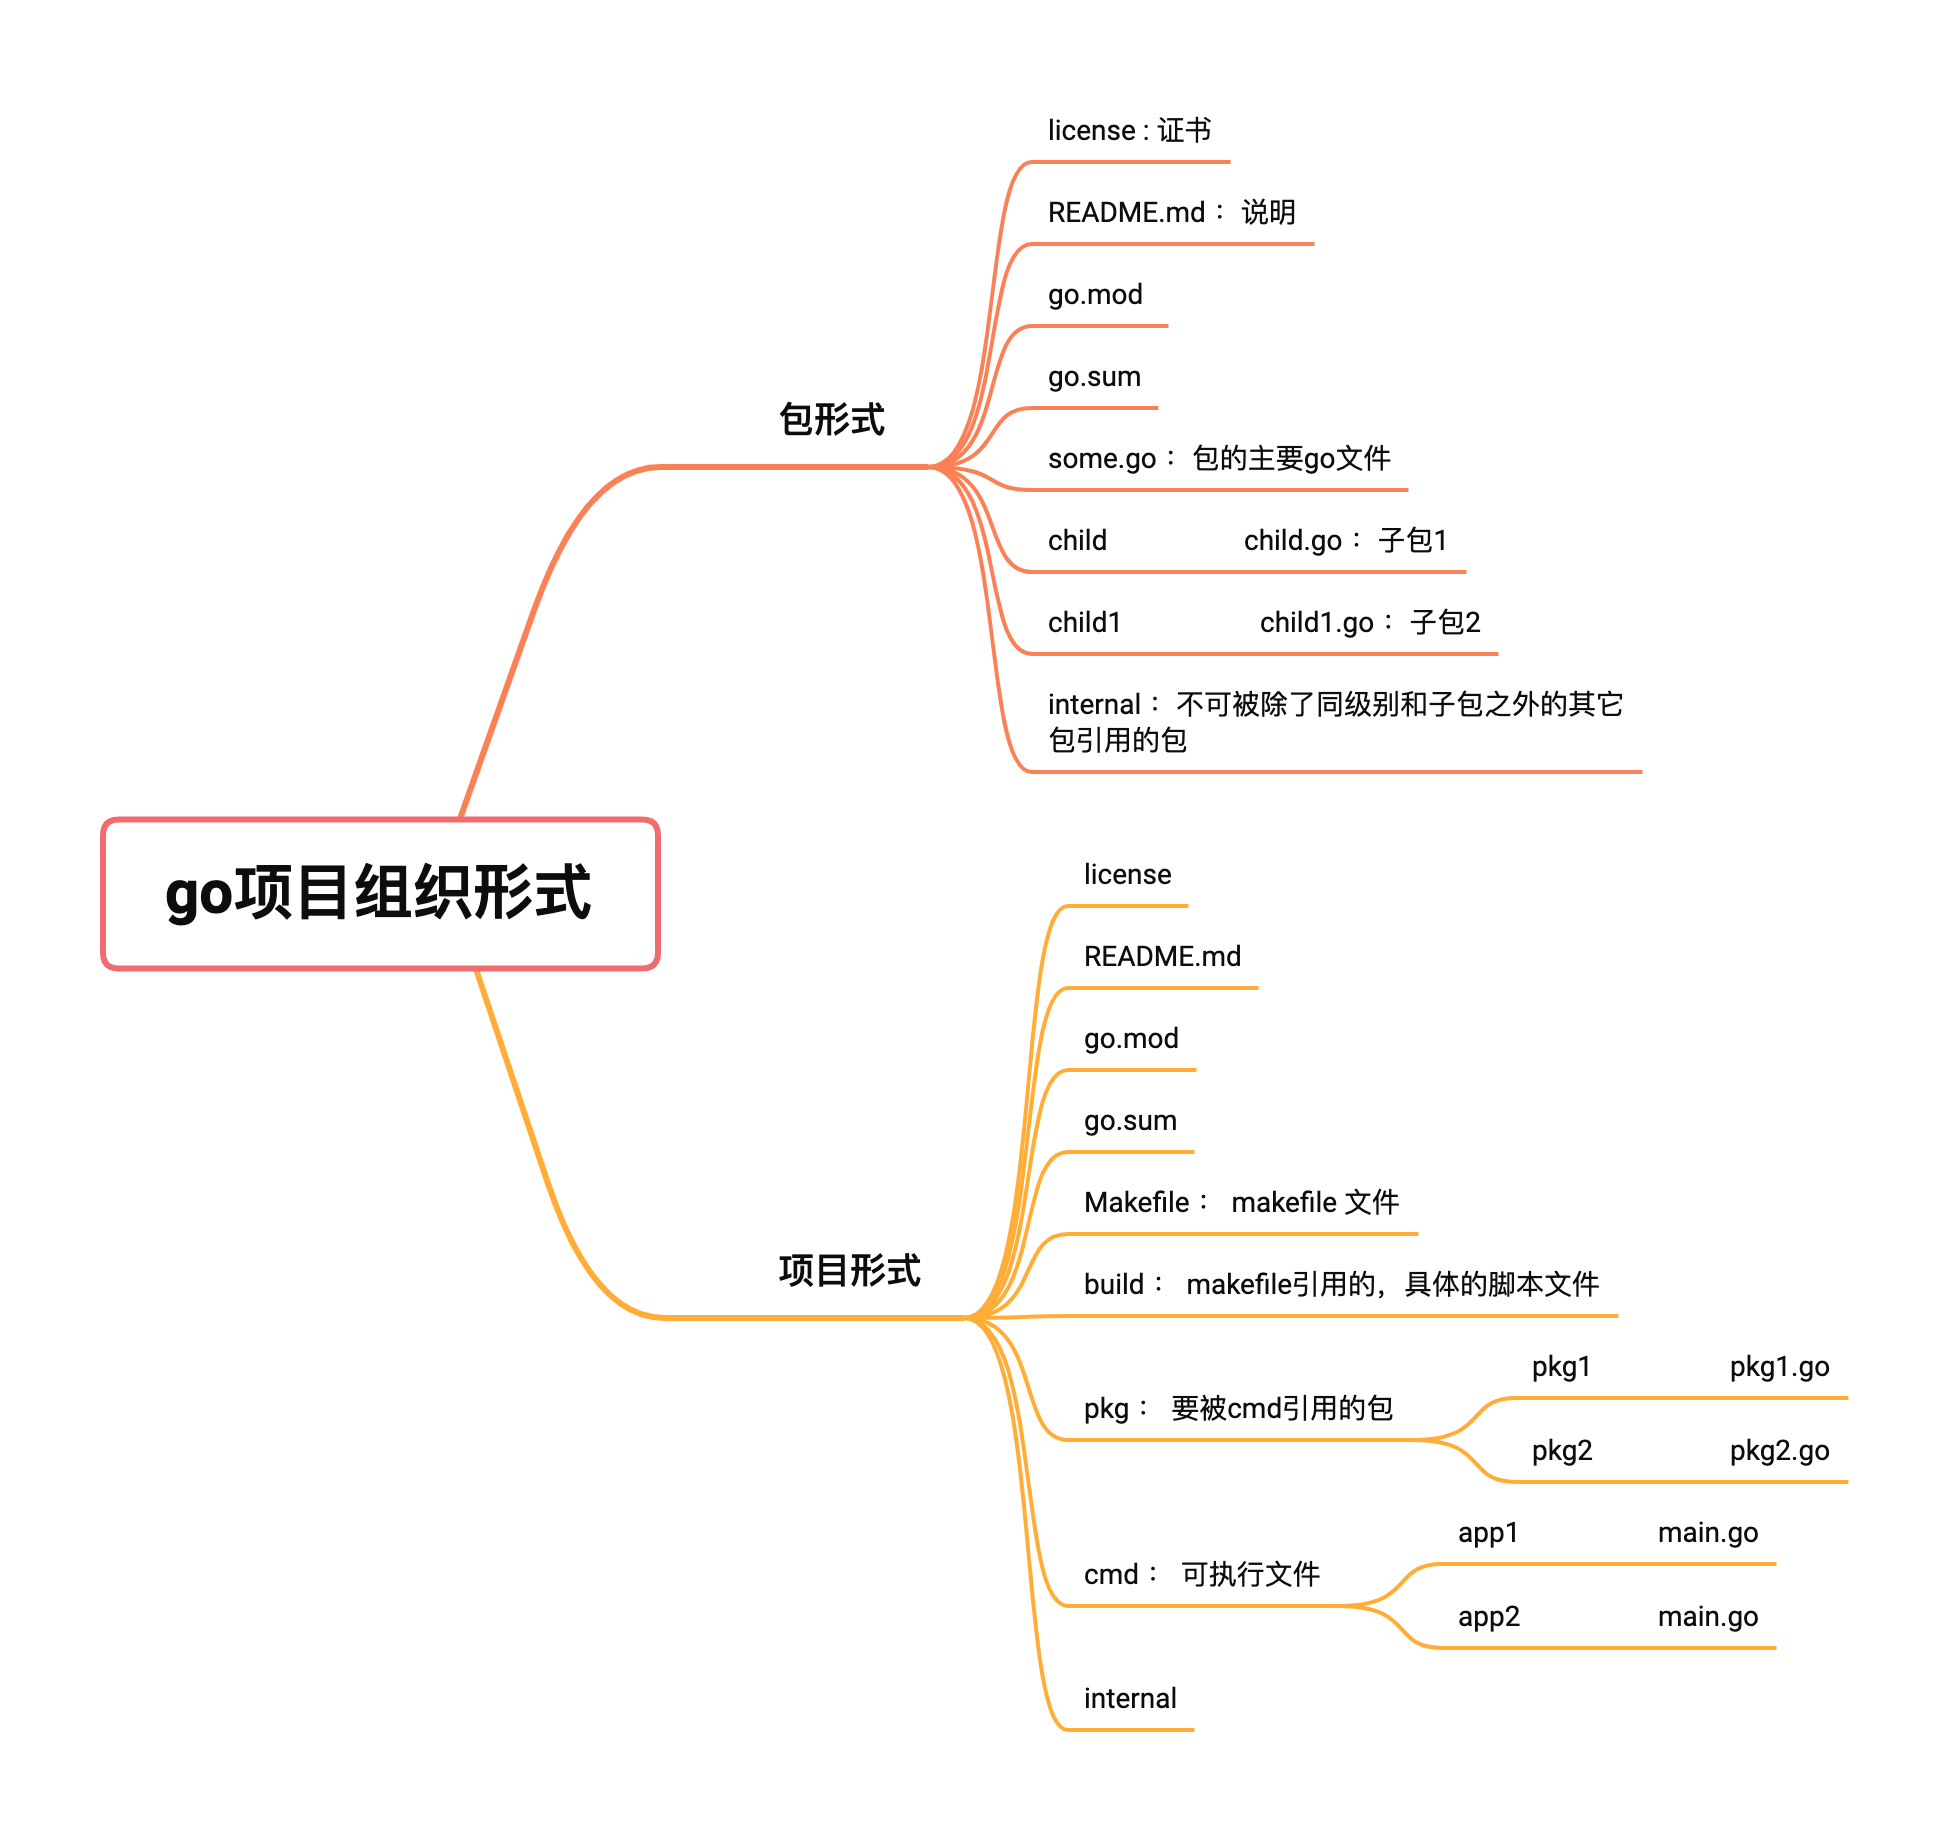 license : 证书
README.md： 说明
go.mod
go.sum
包形式
some.go： 包的主要go文件
child child.go： 子包1
child1 child1.go： 子包2
internal： 不可被除了同级别和子包之外的其它
包引用的包
go项目组织形式
license
README.md
go.mod
go.sum
Makefile： makefile 文件
项目形式
build： makefile引用的，具体的脚本文件
pkg： 要被cmd引用的包
pkg1 pkg1.go
pkg2 pkg2.go
cmd： 可执行文件
app1 main.go
app2 main.go
internal